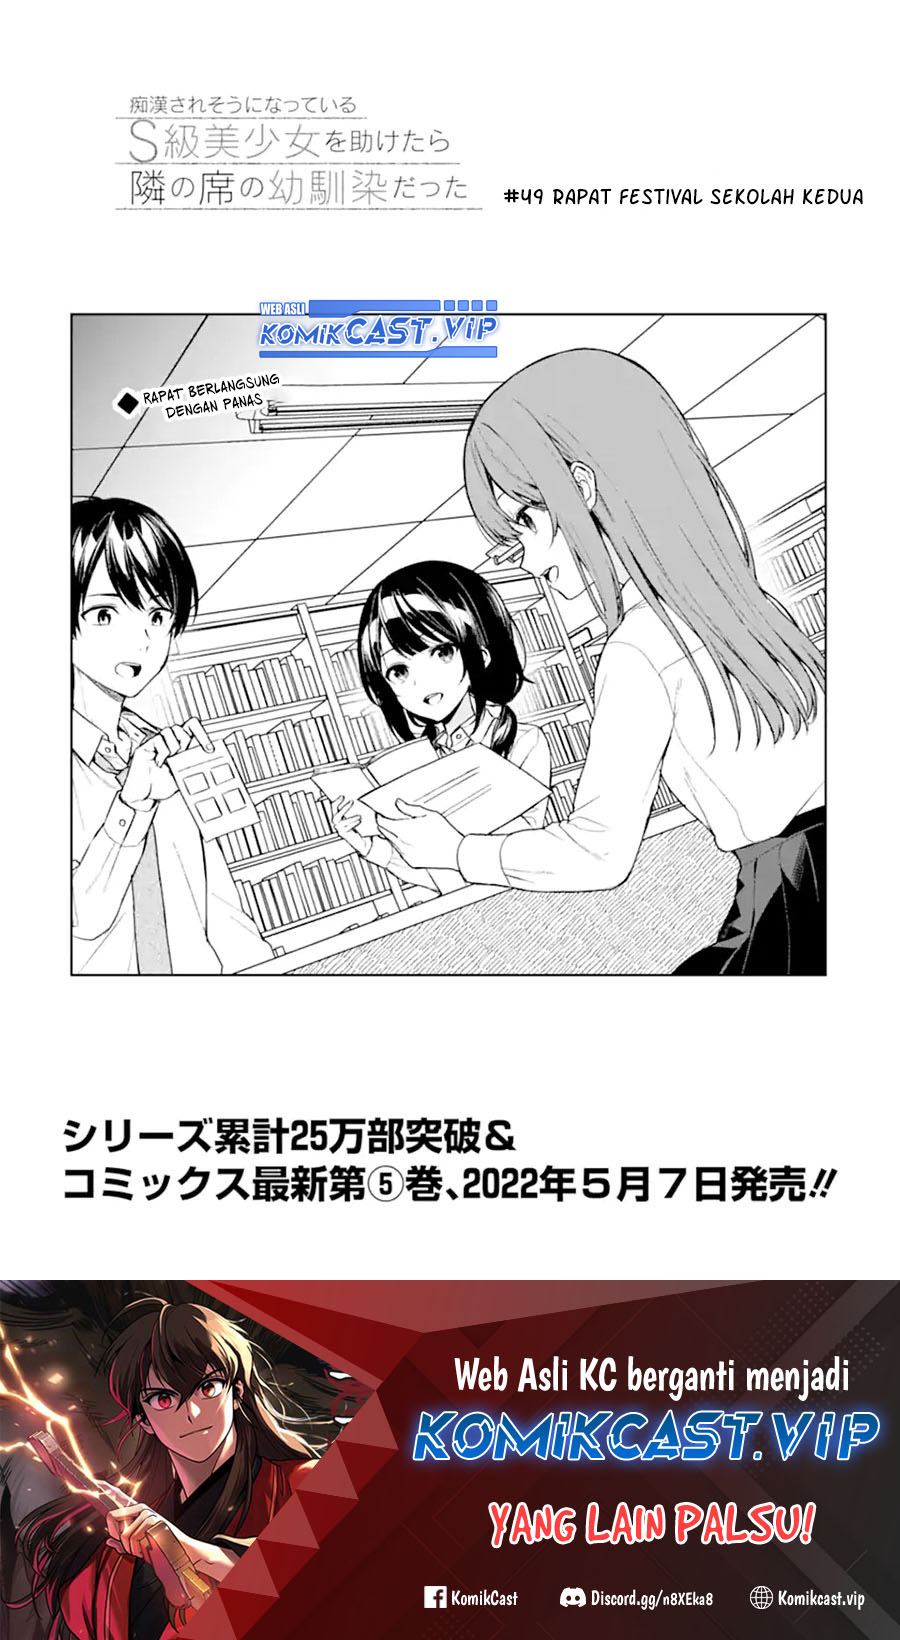 痴漢されそうになっている
S級美少女を助けたら
隣の席の幼馴染だった
#49 RAPAT FESTIVAL SEKOLAH KEDUA
WEB ASLI
KOMIKCAST.VIP
RAPAT BERLANGSUNG
DENGAN PANAS
シリーズ累計25万部突破&
コミックス最新第⑤巻、2022年5月7日発売!!
Web Asli KC berganti menjadi
KOMIKCAST.VIP
YANG LAIN PALSU!
KomikCast
Discord.gg/n8XEka8
Komikcast.vip